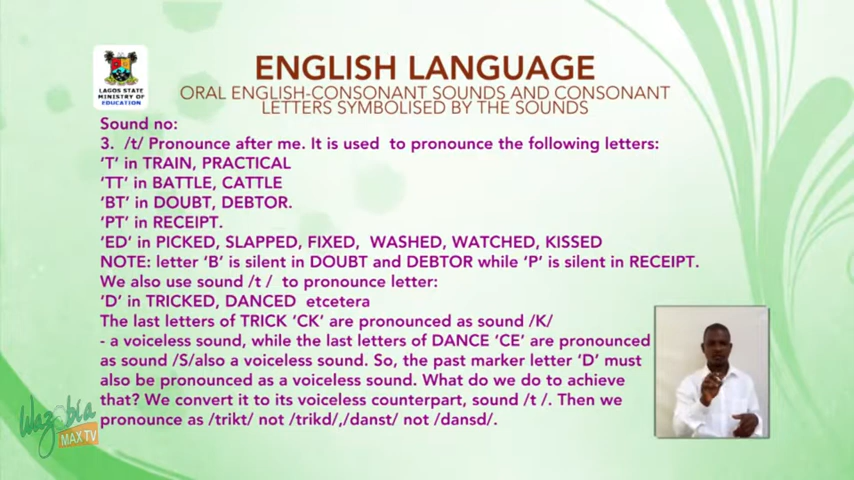 LAGOS STATE
MINISTRY OF
EDUCATION
ENGLISH LANGUAGE
ORAL ENGLISH-CONSONANT SOUNDS AND CONSONANT
LETTERS SYMBOLISED BY THE SOUNDS
Sound no:
3. /t/ Pronounce after me. It is used to pronounce the following letters:
‘T’ in TRAIN, PRACTICAL
‘TT’ in BATTLE, CATTLE
‘BT’ in DOUBT, DEBTOR.
‘PT’ in RECEIPT.
‘ED’ in PICKED, SLAPPED, FIXED, WASHED, WATCHED, KISSED
NOTE: letter ‘B’ is silent in DOUBT and DEBTOR while ‘P’ is silent in RECEIPT.
We also use sound /t / to pronounce letter:
‘D’ in TRICKED, DANCED etcetera
The last letters of TRICK ‘CK’ are pronounced as sound /K/
- a voiceless sound, while the last letters of DANCE ‘CE’ are pronounced
as sound /S/also a voiceless sound. So, the past marker letter ‘D’ must
also be pronounced as a voiceless sound. What do we do to achieve
that? We convert it to its voiceless counterpart, sound /t /. Then we
pronounce as /trikt/ not /trikd/,/danst/ not /dansd/.
Wazobia
MAX TV